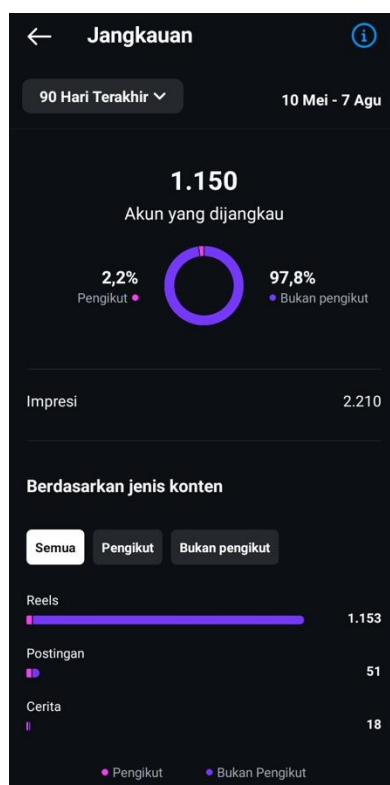 Jangkauan
90 Hari Terakhir
10 Mei - 7 Agu
1.150
Akun yang dijangkau
2,2%
Pengikut
97,8%
Bukan pengikut
Impresi 2.210
Berdasarkan jenis konten
Semua Pengikut Bukan pengikut
Reels
1.153
Postingan
51
Cerita
18
Pengikut Bukan Pengikut